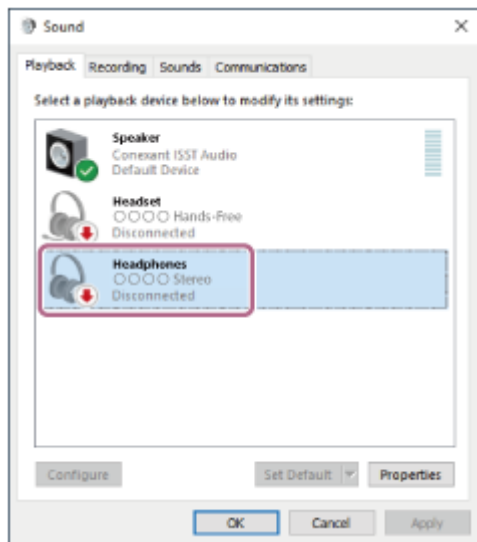 Sound
Playback Recording Sounds Communications
Select a playback device below to modify its settings:
Speaker
Conexant ISST Audio
Default Device
Headset
○○○○ Hands-Free
Disconnected
Headphones
○○○○ Stereo
Disconnected
Configure Set Default Properties
OK Cancel Apply